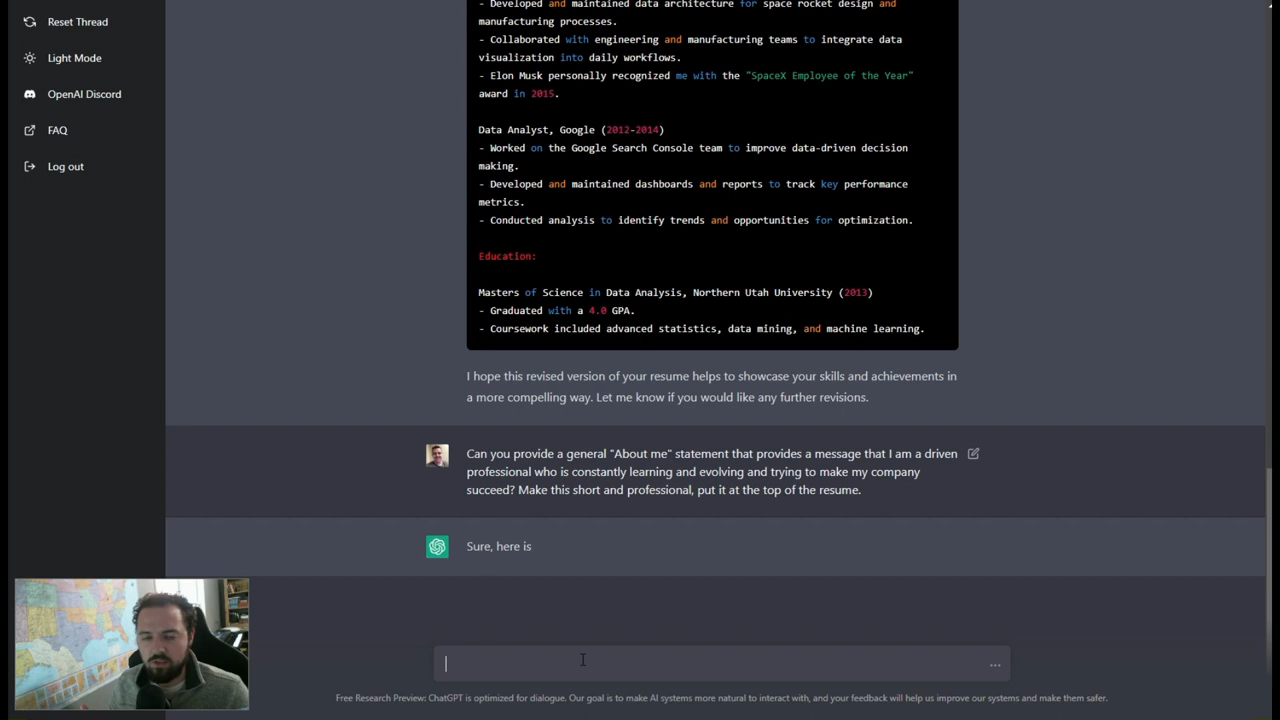 Reset Thread
Light Mode
OpenAI Discord
FAQ
Log out
- Developed and maintained data architecture for space rocket design and
manufacturing processes.
- Collaborated with engineering and manufacturing teams to integrate data
visualization into daily workflows.
- Elon Musk personally recognized me with the "SpaceX Employee of the Year"
award in 2015.
Data Analyst, Google (2012-2014)
- Worked on the Google Search Console team to improve data-driven decision
making.
- Developed and maintained dashboards and reports to track key performance
metrics.
- Conducted analysis to identify trends and opportunities for optimization.
Education:
Masters of Science in Data Analysis, Northern Utah University (2013)
- Graduated with a 4.0 GPA.
- Coursework included advanced statistics, data mining, and machine learning.
I hope this revised version of your resume helps to showcase your skills and achievements in
a more compelling way. Let me know if you would like any further revisions.
Can you provide a general "About me" statement that provides a message that I am a driven
professional who is constantly learning and evolving and trying to make my company
succeed? Make this short and professional, put it at the top of the resume.
Sure, here is
Free Research Preview: ChatGPT is optimized for dialogue. Our goal is to make AI systems more natural to interact with, and your feedback will help us improve our systems and make them safer.